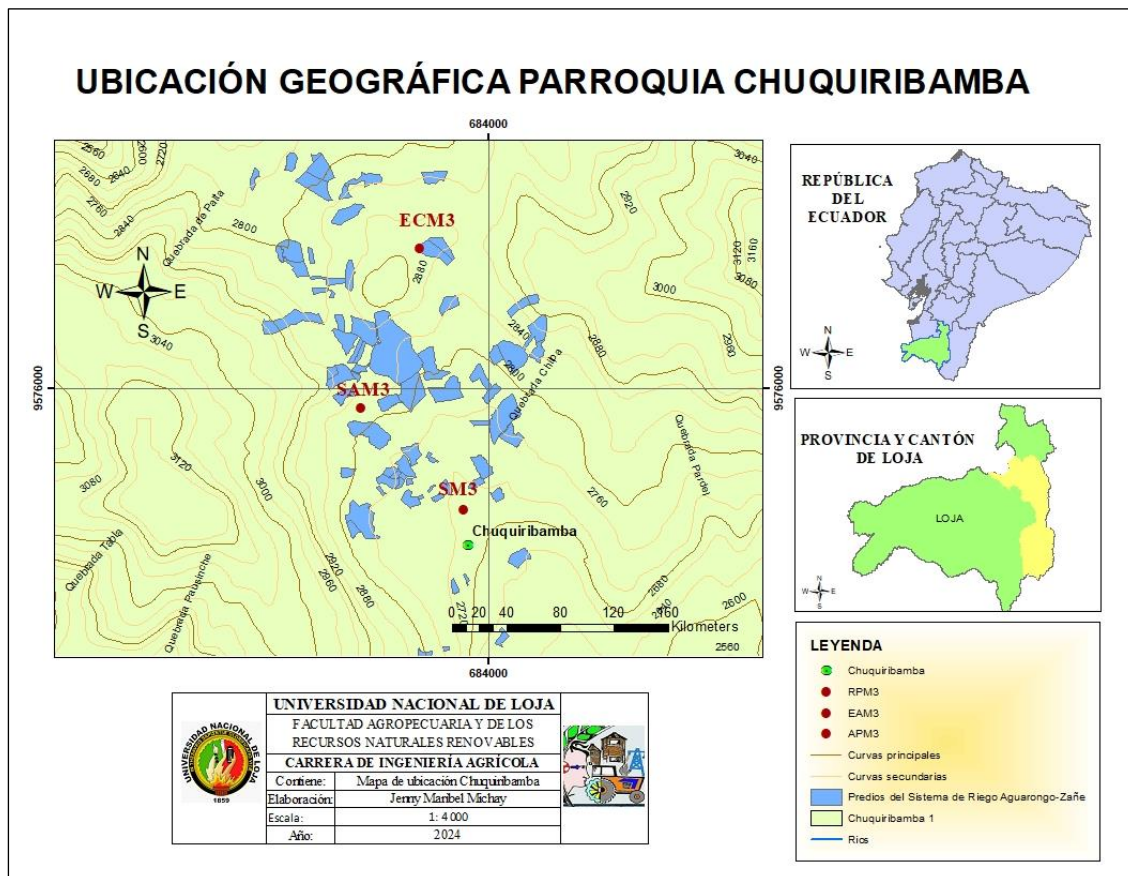 UBICACIÓN GEOGRÁFICA PARROQUIA CHUQUIRIBAMBA
684000
9576000
9576000
684000
2560
2600
2640
2720
2680
2760
2840
2800
Quebrada de Palta
N
W E
S
3040
ECM3
2880
2920
3040
3120
3160
3080
3000
2960
2840
2880
2800
Quebrada Chilpa
SAM3
3120
3080
3000
Quebrada Pardel
2760
SM3
Chuquiribamba
Quebrada Tabla
Quebrada Pausinche
2920
2960
2880
2720
2680
2640
2600
2560
0 20 40 80 120 160
Kilometers
REPÚBLICA
DEL
ECUADOR
N
W E
S
PROVINCIA Y CANTÓN
DE LOJA
LOJA
N
W E
S
LEYENDA
Chuquiribamba
RPM3
EAM3
APM3
Curvas principales
Curvas secundarias
Predios del Sistema de Riego Aguarongo-Zañe
Chuquiribamba 1
Rios
UNIVERSIDAD NACIONAL DE LOJA
1859
UNIVERSIDAD NACIONAL DE LOJA
FACULTAD AGROPECUARIA Y DE LOS
RECURSOS NATURALES RENOVABLES
CARRERA DE INGENIERÍA AGRÍCOLA
Contiene: Mapa de ubicación Chuquiribamba
Elaboración: Jenny Maribel Michay
Escala: 1: 4 000
Año: 2024